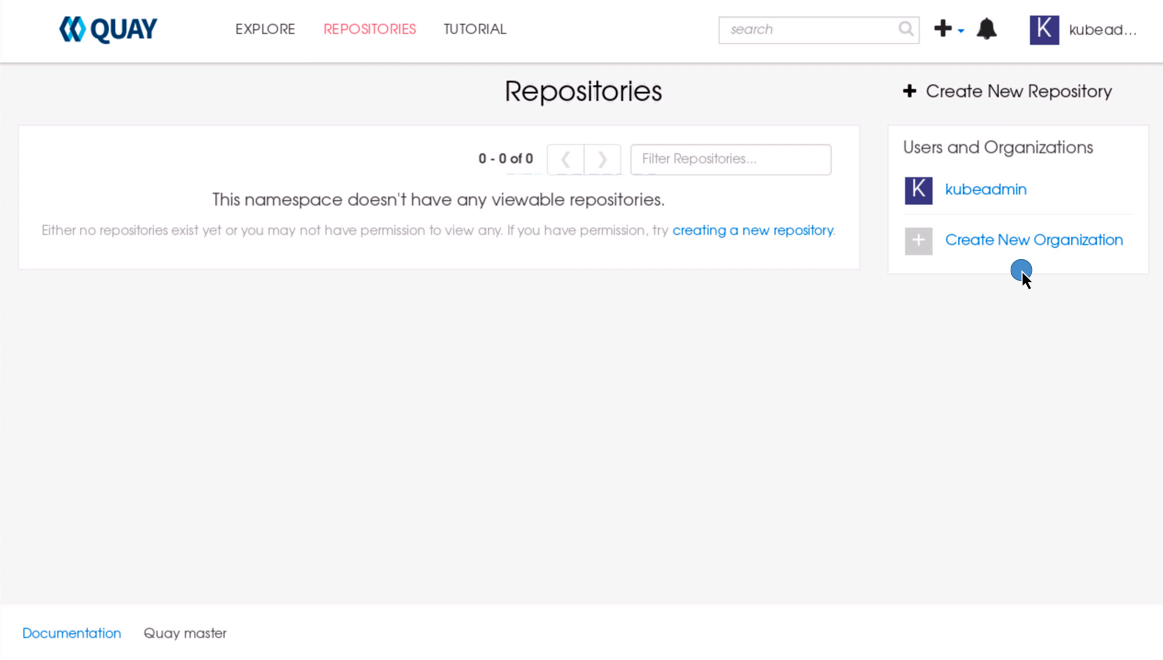 QUAY EXPLORE REPOSITORIES TUTORIAL search K kubead...
Repositories
+ Create New Repository
0 - 0 of 0 Filter Repositories...
This namespace doesn't have any viewable repositories.
Either no repositories exist yet or you may not have permission to view any. If you have permission, try creating a new repository.
Users and Organizations
K kubeadmin
+ Create New Organization
Documentation Quay master